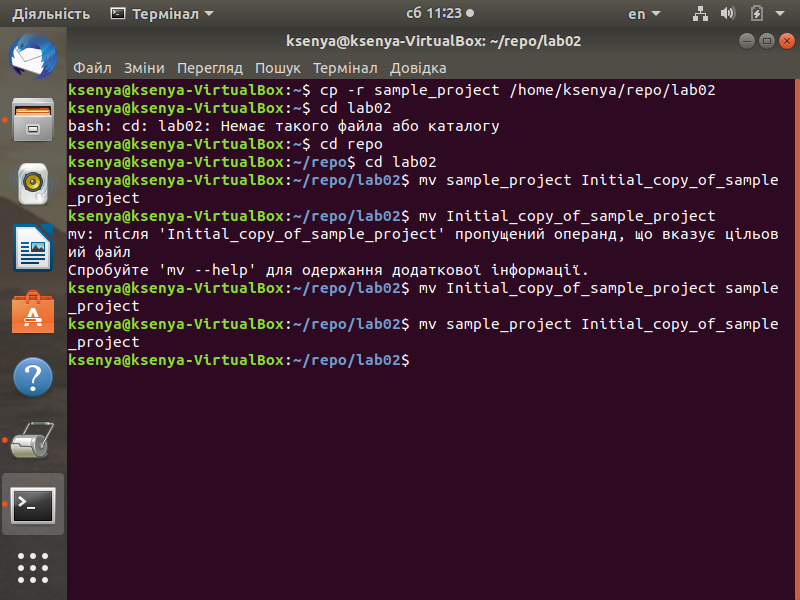 Діяльність Термінал сб 11:23 en
ksenya@ksenya-VirtualBox: ~/repo/lab02
Файл Зміни Перегляд Пошук Термінал Довідка
ksenya@ksenya-VirtualBox:~$ cp -r sample_project /home/ksenya/repo/lab02
ksenya@ksenya-VirtualBox:~$ cd lab02
bash: cd: lab02: Немає такого файла або каталогу
ksenya@ksenya-VirtualBox:~$ cd repo
ksenya@ksenya-VirtualBox:~/repo$ cd lab02
ksenya@ksenya-VirtualBox:~/repo/lab02$ mv sample_project Initial_copy_of_sample
_project
ksenya@ksenya-VirtualBox:~/repo/lab02$ mv Initial_copy_of_sample_project
mv: після 'Initial_copy_of_sample_project' пропущений операнд, що вказує цільов
ий файл
Спробуйте 'mv --help' для одержання додаткової інформації.
ksenya@ksenya-VirtualBox:~/repo/lab02$ mv Initial_copy_of_sample_project sample
_project
ksenya@ksenya-VirtualBox:~/repo/lab02$ mv sample_project Initial_copy_of_sample
_project
ksenya@ksenya-VirtualBox:~/repo/lab02$